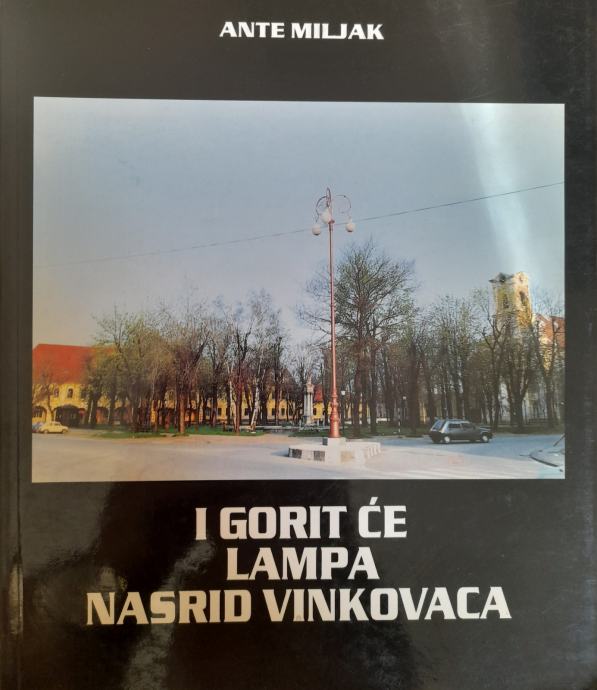 ANTE MILJAK
I GORIT ĆE
LAMPA
NASRID VINKOVACA